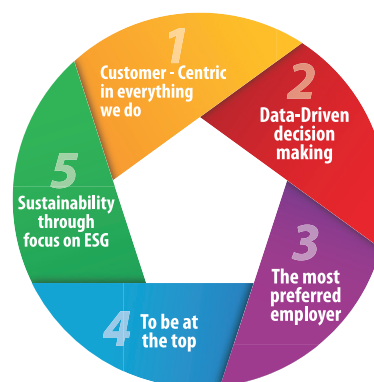 1
Customer - Centric
in everything
we do
2
Data-Driven
decision
making
3
The most
preferred
employer
4
To be at
the top
5
Sustainability
through
focus on ESG